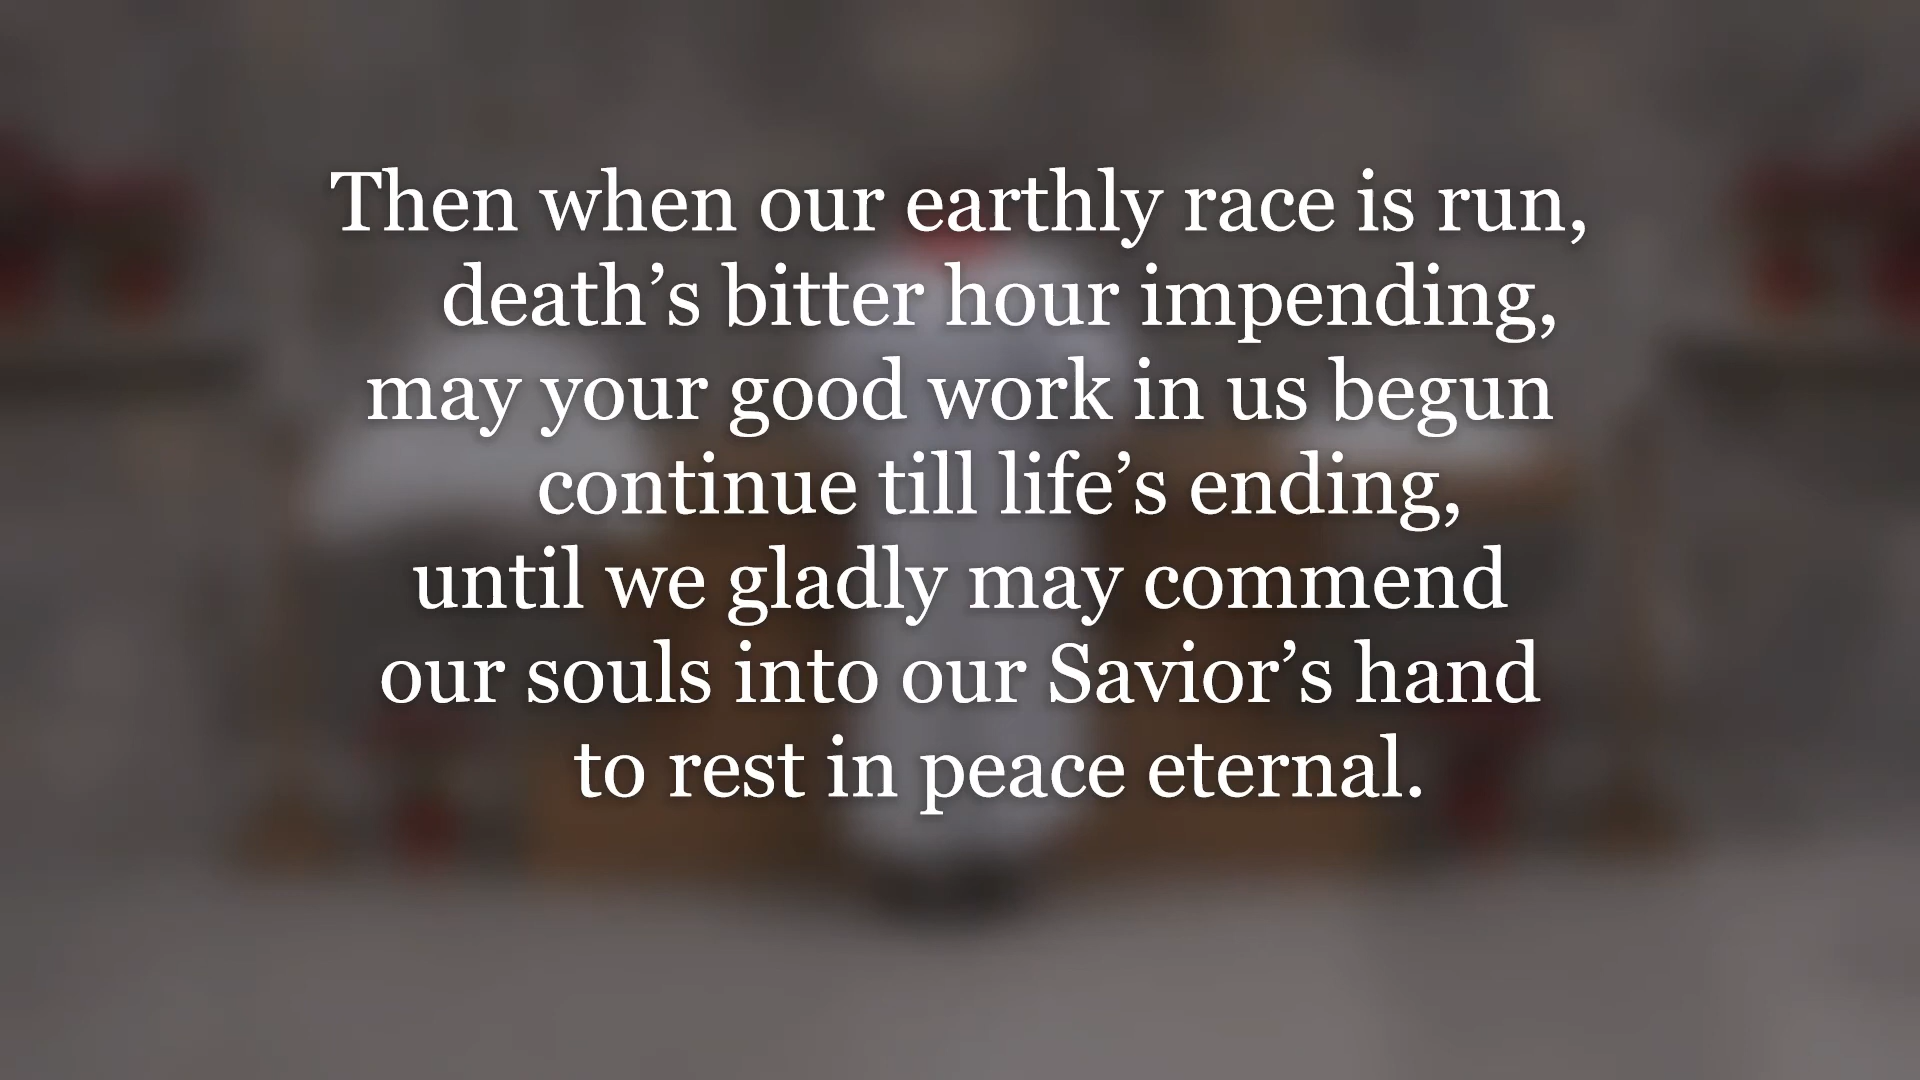 Then when our earthly race is run,
death’s bitter hour impending,
may your good work in us begun
continue till life’s ending,
until we gladly may commend
our souls into our Savior’s hand
to rest in peace eternal.